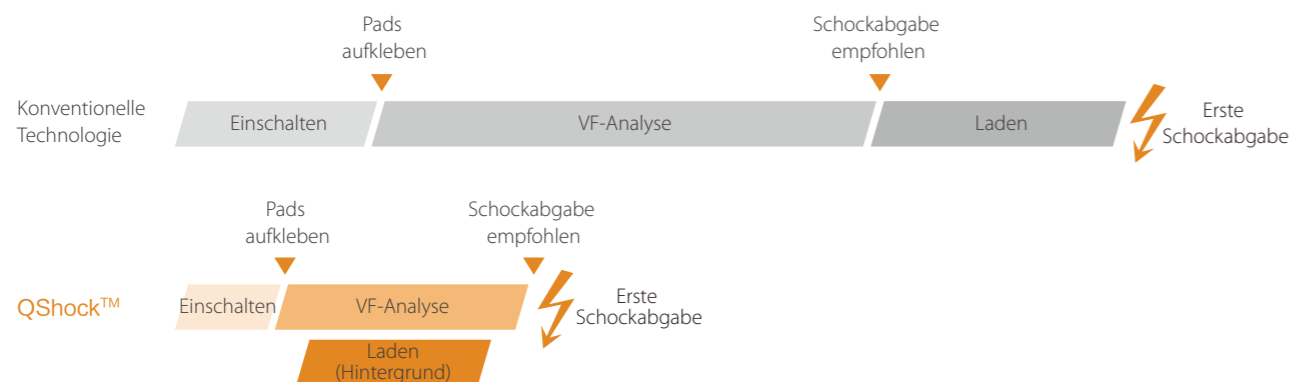 Pads
aufkleben
Schockabgabe
empfohlen
Konventionelle
Technologie
Einschalten
VF-Analyse
Laden
Erste
Schockabgabe
Pads
aufkleben
Schockabgabe
empfohlen
QShock™
Einschalten
VF-Analyse
Erste
Schockabgabe
Laden
(Hintergrund)